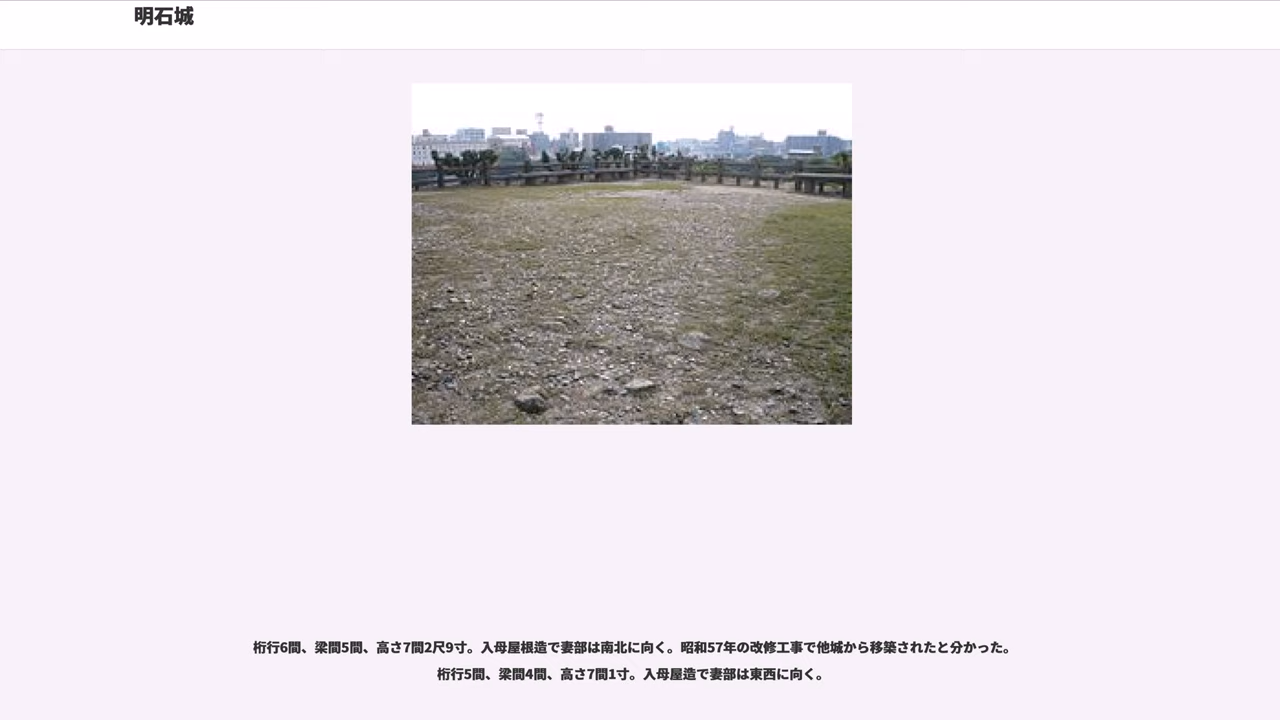 明石城
桁行6間、梁間5間、高さ7間2尺9寸。入母屋根造で妻部は南北に向く。昭和57年の改修工事で他城から移築されたと分かった。
桁行5間、梁間4間、高さ7間1寸。入母屋造で妻部は東西に向く。